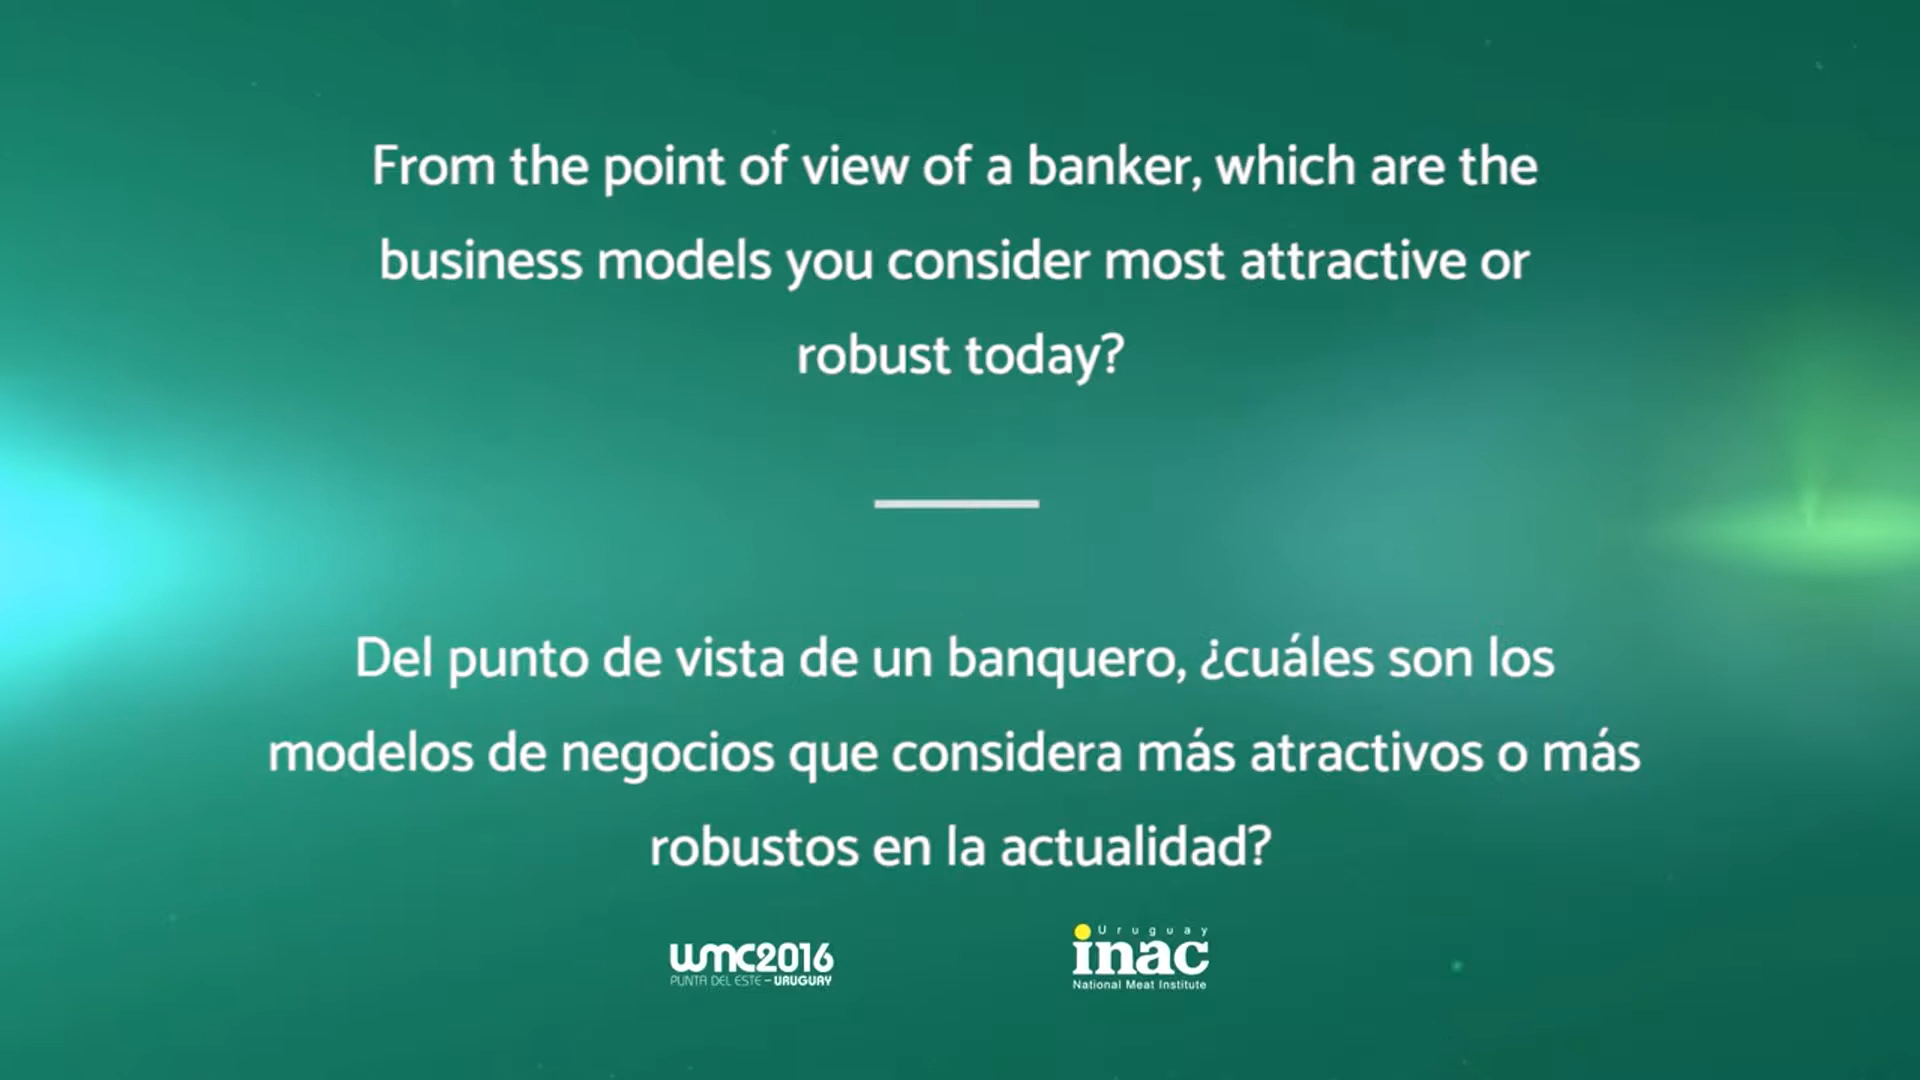 From the point of view of a banker, which are the
business models you consider most attractive or
robust today?
Del punto de vista de un banquero, ¿cuáles son los
modelos de negocios que considera más atractivos o más
robustos en la actualidad?
wmc2016
PUNTA DEL ESTE – URUGUAY
Uruguay
inac
National Meat Institute